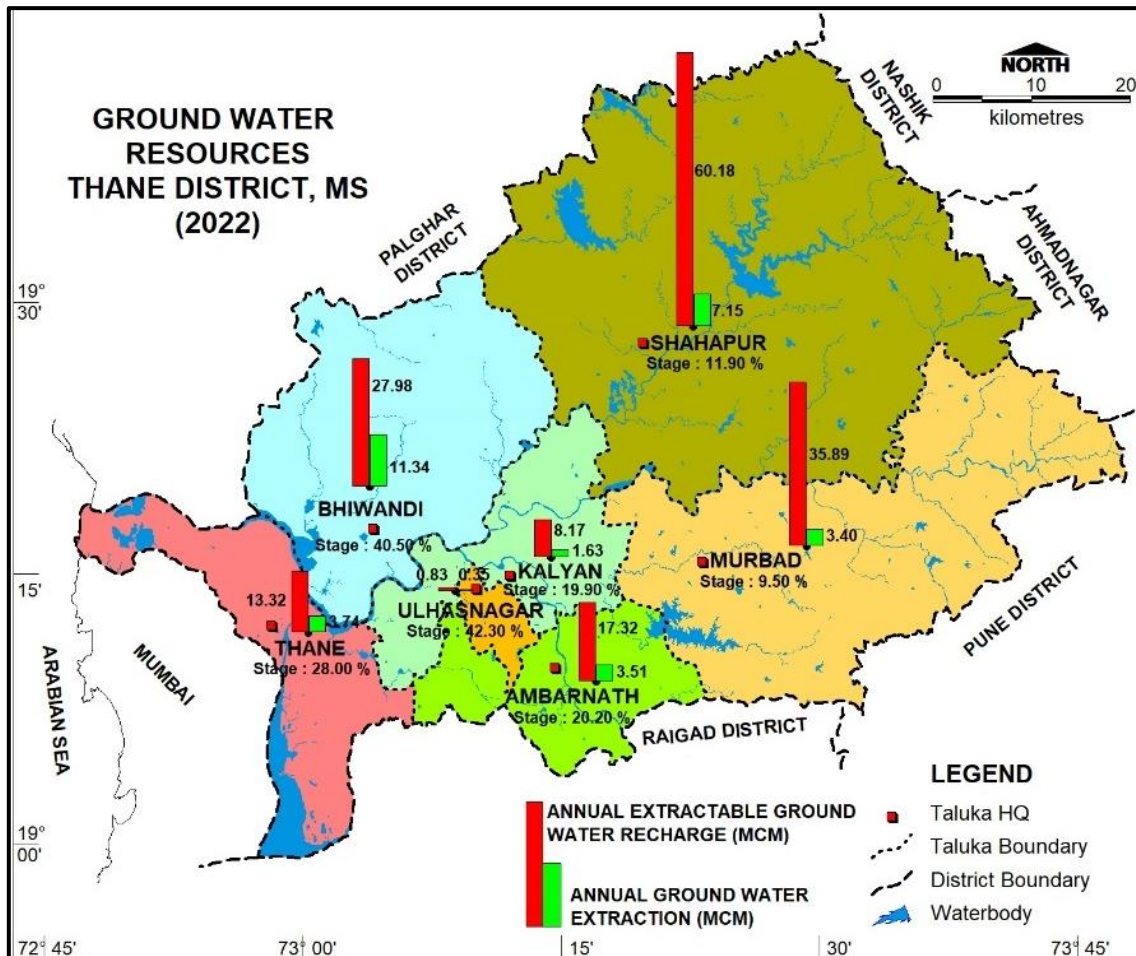 GROUND WATER
RESOURCES
THANE DISTRICT, MS
(2022)
NORTH
0 10 20
kilometres
NASHIK
DISTRICT
AHMADNAGAR
DISTRICT
PALGHAR
DISTRICT
60.18
7.15
SHAHAPUR
Stage : 11.90 %
19°
30'
27.98
11.34
BHIWANDI
Stage : 40.50 %
35.89
3.40
MURBAD
Stage : 9.50 %
8.17
1.63
KALYAN
Stage : 19.90 %
0.83 0.35
ULHASNAGAR
Stage : 42.30 %
15'
13.32
3.74
THANE
Stage : 28.00 %
17.32
3.51
AMBARNATH
Stage : 20.20 %
PUNE DISTRICT
RAIGAD DISTRICT
MUMBAI
ARABIAN SEA
19°
00'
ANNUAL EXTRACTABLE GROUND
WATER RECHARGE (MCM)
ANNUAL GROUND WATER
EXTRACTION (MCM)
LEGEND
Taluka HQ
Taluka Boundary
District Boundary
Waterbody
72° 45' 73° 00' 15' 30' 73° 45'